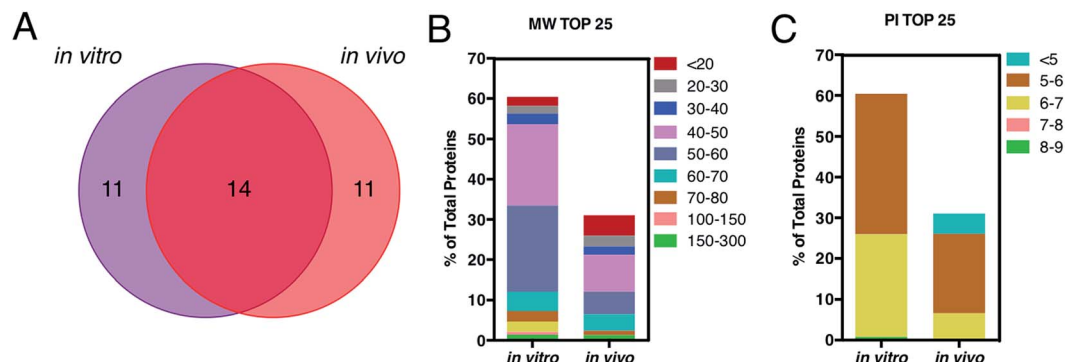 A
in vitro
in vivo
11
14
11
B
MW TOP 25
% of Total Proteins
70
60
50
40
30
20
10
0
in vitro
in vivo
<20
20-30
30-40
40-50
50-60
60-70
70-80
100-150
150-300
C
PI TOP 25
% of Total Proteins
70
60
50
40
30
20
10
0
in vitro
in vivo
<5
5-6
6-7
7-8
8-9